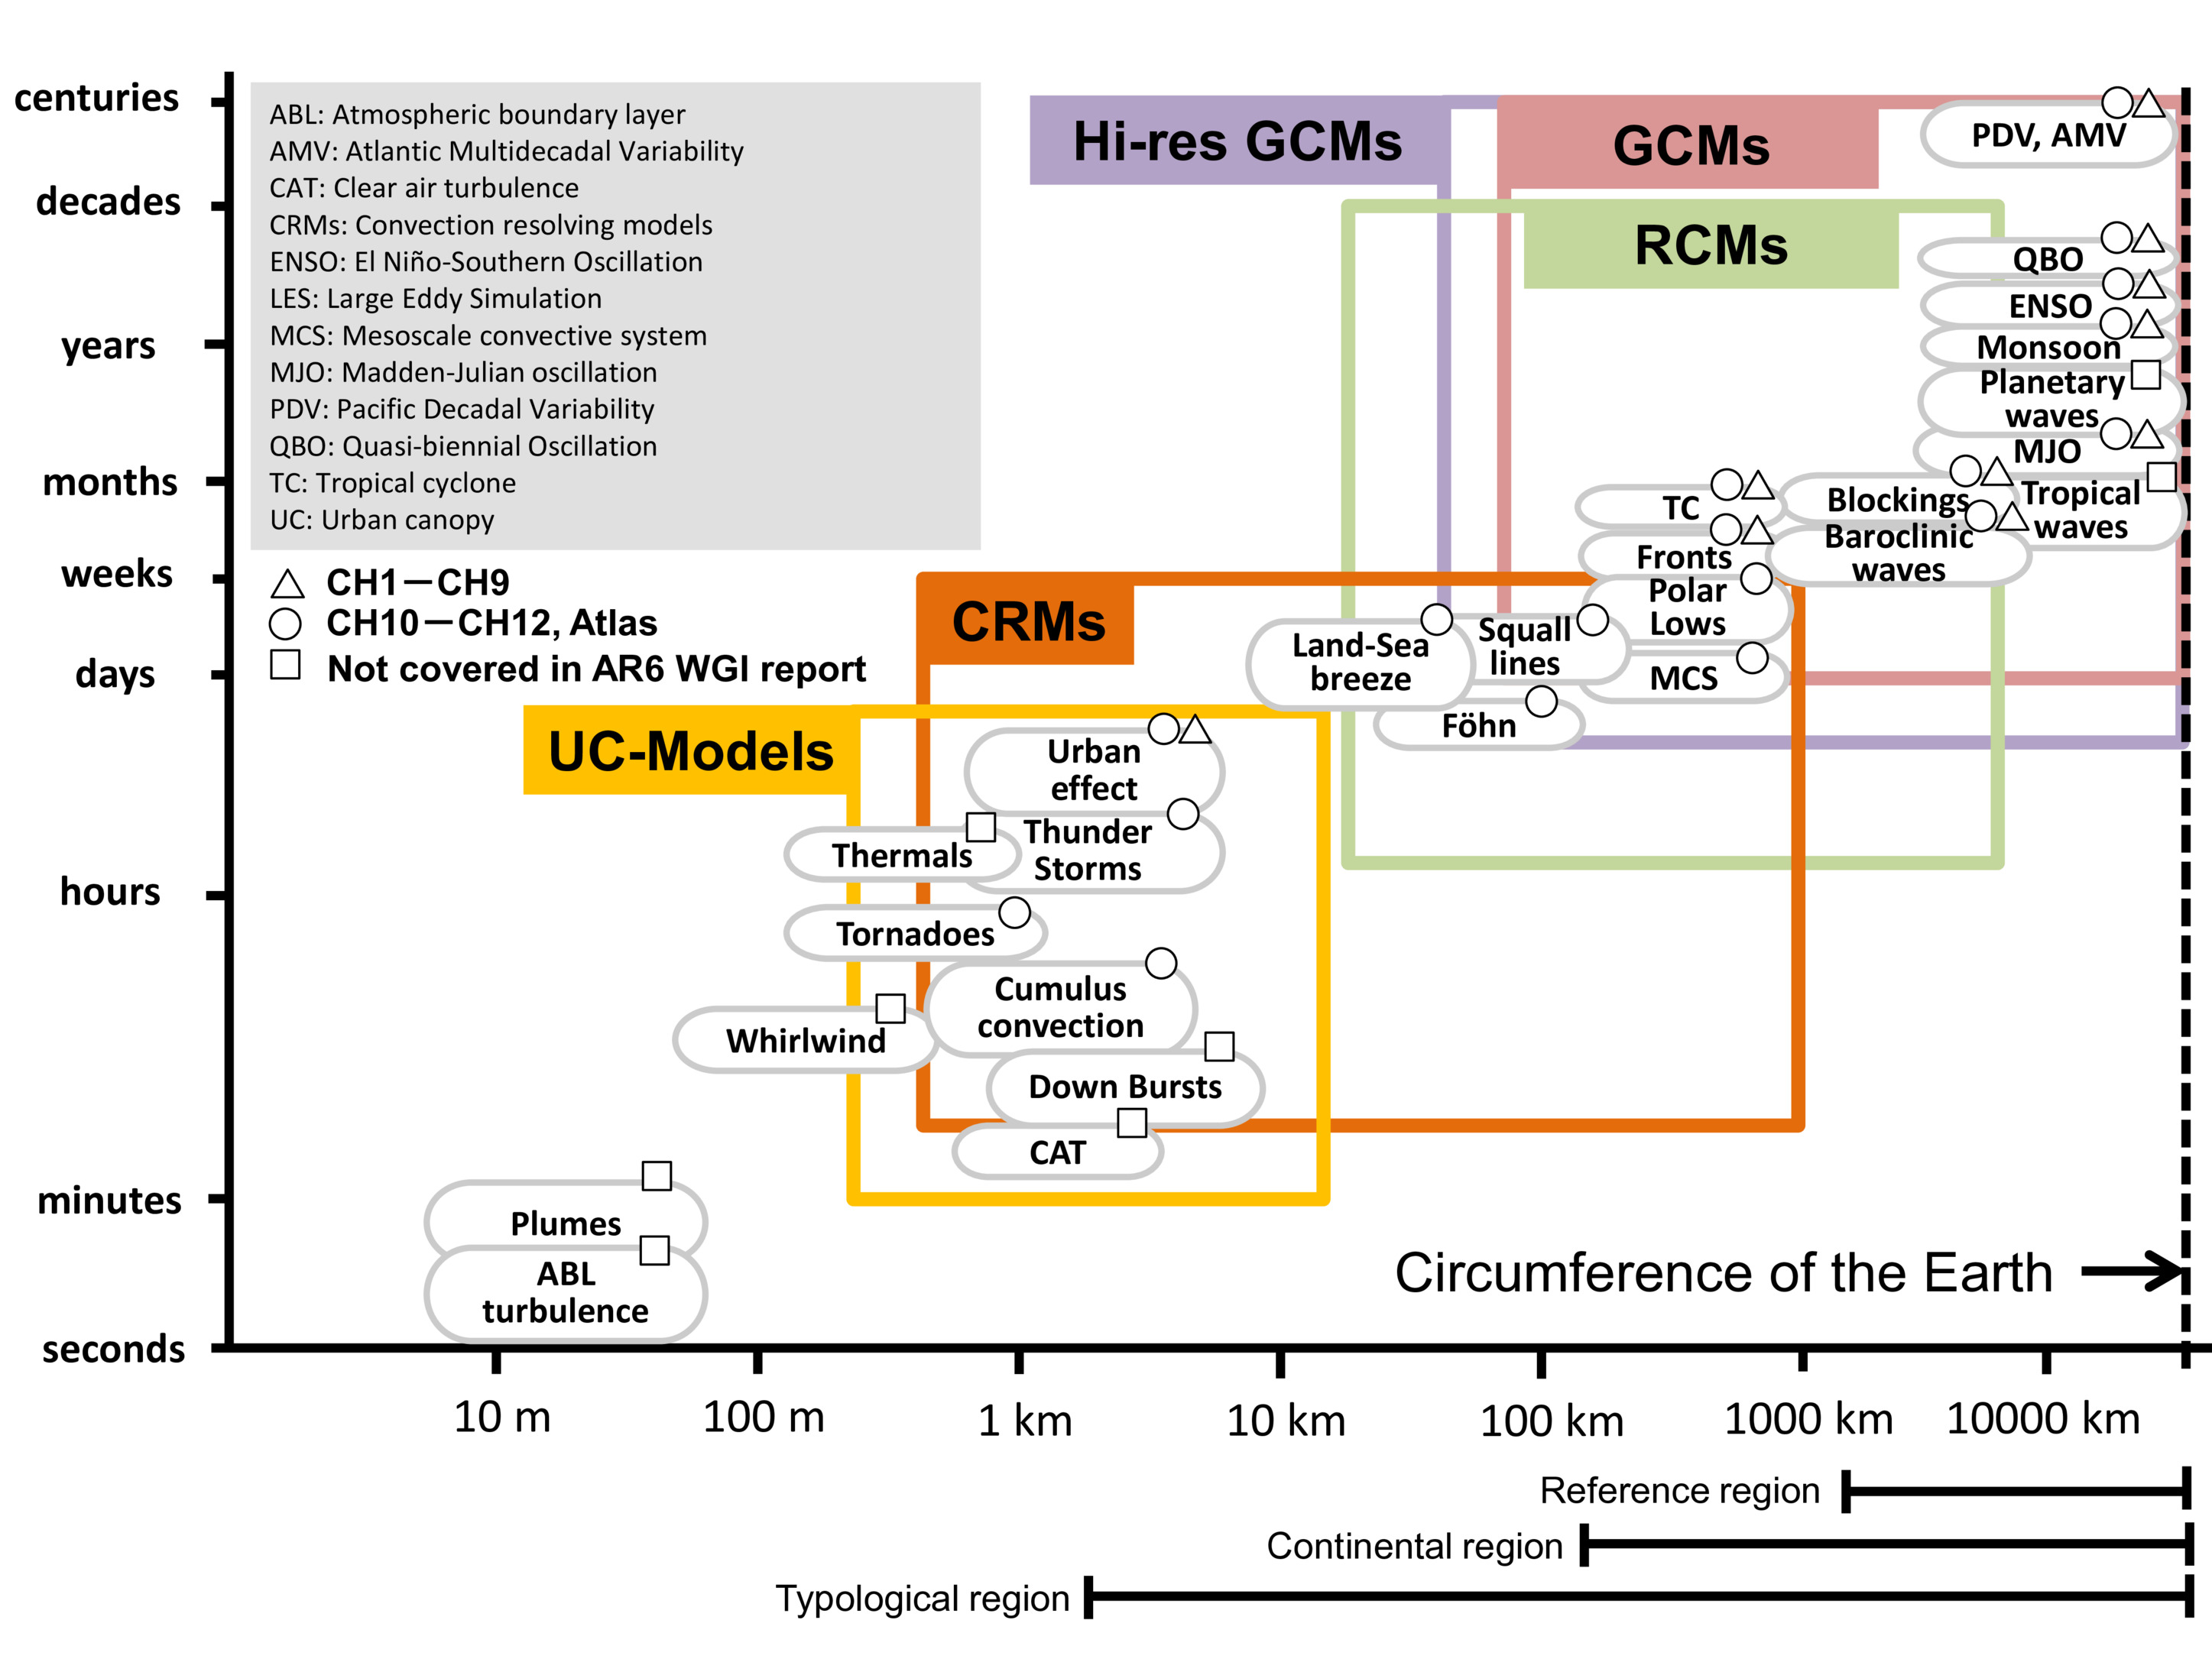 centuries
decades
years
months
weeks
days
hours
minutes
seconds
ABL: Atmospheric boundary layer
AMV: Atlantic Multidecadal Variability
CAT: Clear air turbulence
CRMs: Convection resolving models
ENSO: El Niño-Southern Oscillation
LES: Large Eddy Simulation
MCS: Mesoscale convective system
MJO: Madden-Julian oscillation
PDV: Pacific Decadal Variability
QBO: Quasi-biennial Oscillation
TC: Tropical cyclone
UC: Urban canopy
CH1—CH9
CH10—CH12, Atlas
Not covered in AR6 WGI report
Hi-res GCMs
GCMs
RCMs
CRMs
UC-Models
PDV, AMV
QBO
ENSO
Monsoon
Planetary
waves
MJO
Tropical
waves
Blockings
Baroclinic
waves
TC
Fronts
Polar
Lows
MCS
Squall
lines
Land-Sea
breeze
Föhn
Urban
effect
Thunder
Storms
Thermals
Tornadoes
Cumulus
convection
Whirlwind
Down Bursts
CAT
Plumes
ABL
turbulence
Circumference of the Earth
10 m
100 m
1 km
10 km
100 km
1000 km
10000 km
Reference region
Continental region
Typological region